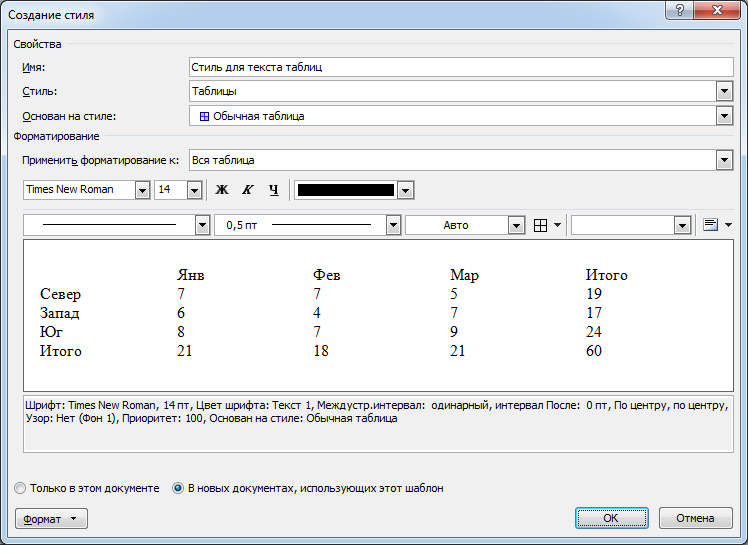 Создание стиля
Свойства
Имя: Стиль для текста таблиц
Стиль: Таблицы
Основан на стиле: Обычная таблица
Форматирование
Применить форматирование к: Вся таблица
Times New Roman 14 Ж К Ч
0,5 пт Авто
Янв Фев Мар Итого
Север 7 7 5 19
Запад 6 4 7 17
Юг 8 7 9 24
Итого 21 18 21 60
Шрифт: Times New Roman, 14 пт, Цвет шрифта: Текст 1, Междустр.интервал: одинарный, интервал После: 0 пт, По центру, по центру,
Узор: Нет (Фон 1), Приоритет: 100, Основан на стиле: Обычная таблица
Только в этом документе В новых документах, использующих этот шаблон
Формат ОК Отмена